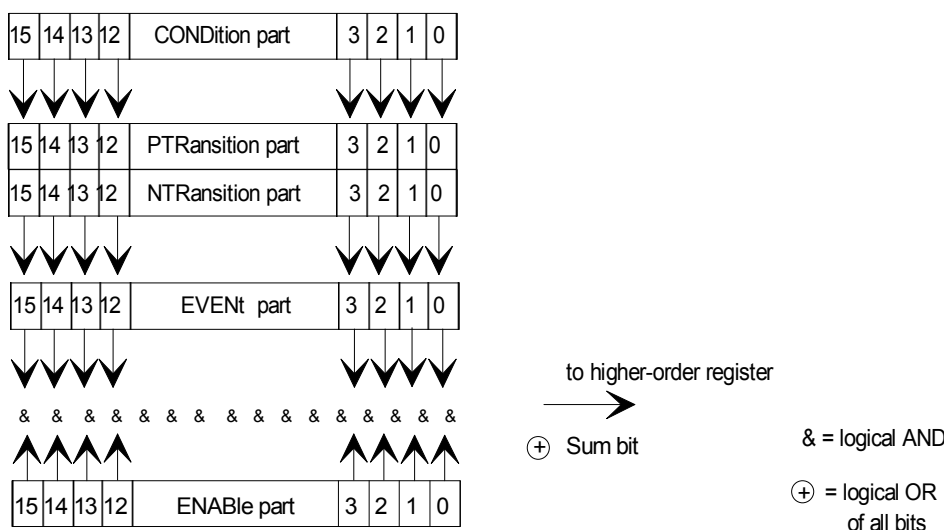 15 14 13 12 CONDition part 3 2 1 0
15 14 13 12 PTRansition part 3 2 1 0
15 14 13 12 NTRansition part 3 2 1 0
15 14 13 12 EVENt part 3 2 1 0
to higher-order register
& & & & & & & & & & & & & & & &
+ Sum bit
& = logical AND
15 14 13 12 ENABle part 3 2 1 0
+ = logical OR
of all bits